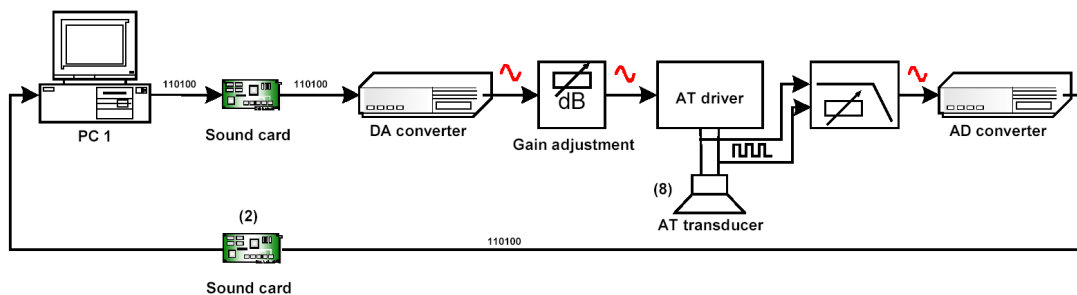 110100
110100
dB
AT driver
PC 1
Sound card
DA converter
Gain adjustment
AD converter
(8)
AT transducer
(2)
110100
Sound card